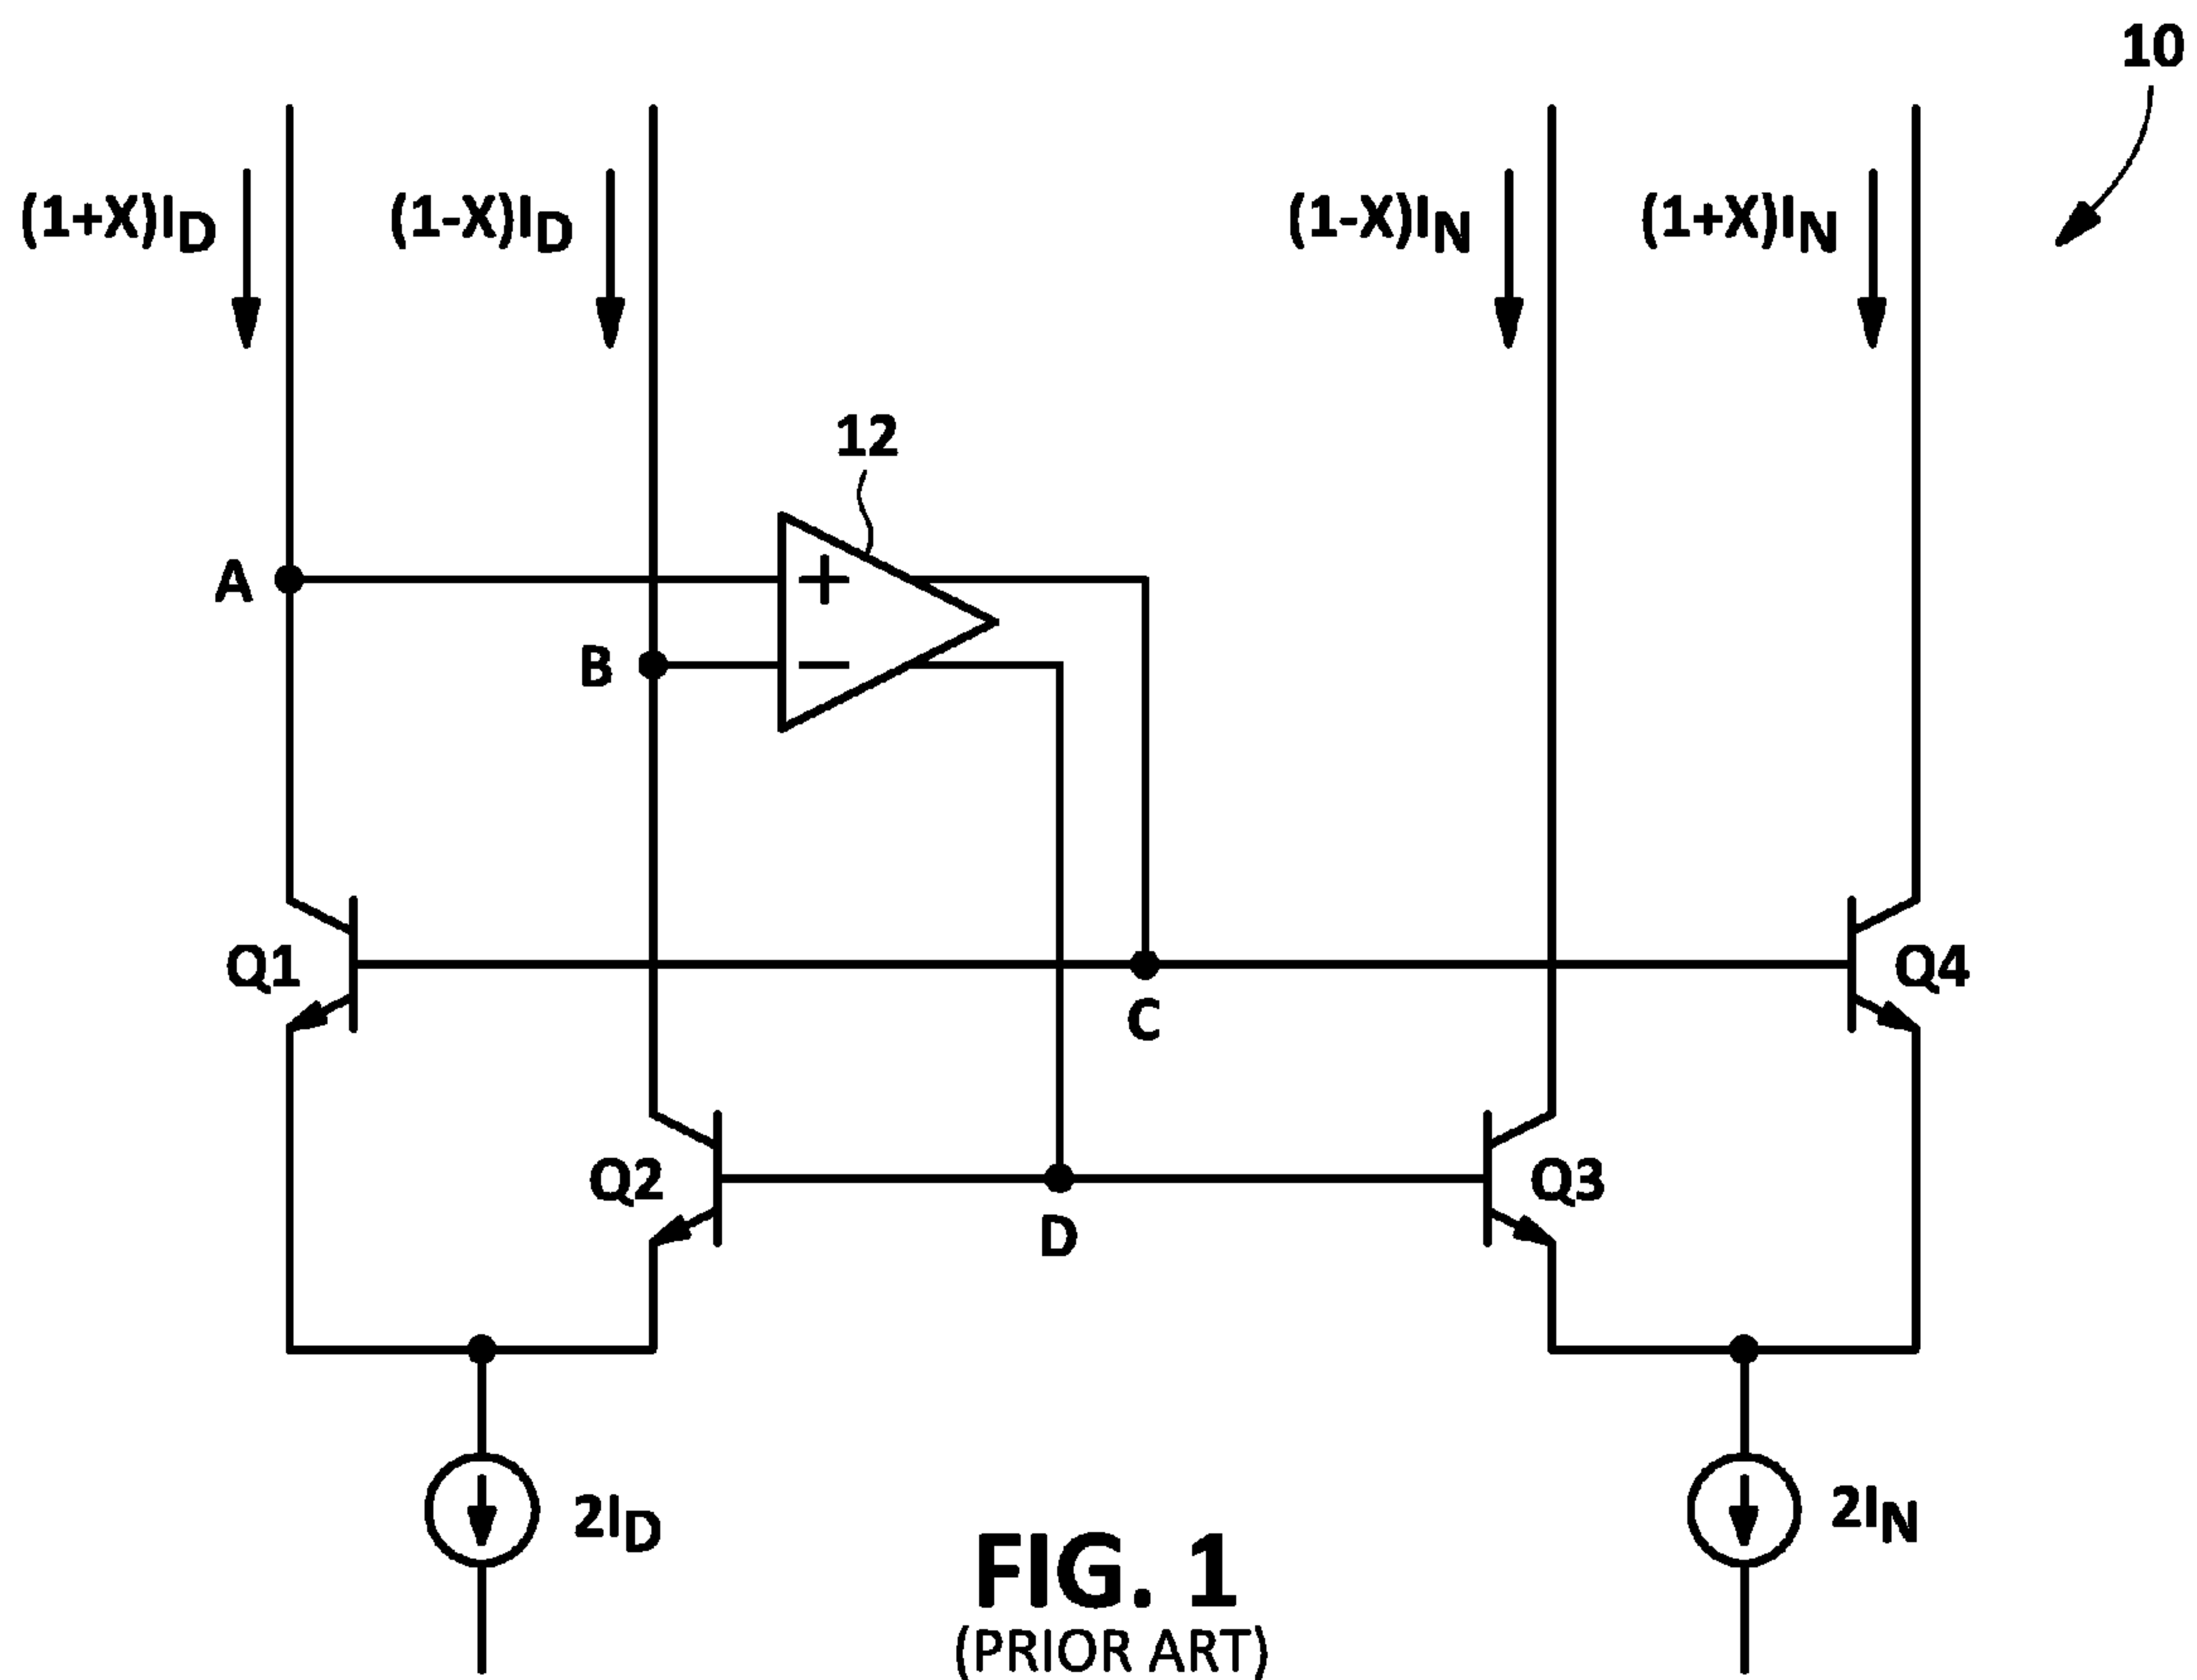 10
(1+X)ID
(1-X)ID
(1-X)IN
(1+X)IN
12
A
+
B
−
Q1
C
Q4
Q2
D
Q3
2ID
2IN
FIG. 1
(PRIOR ART)